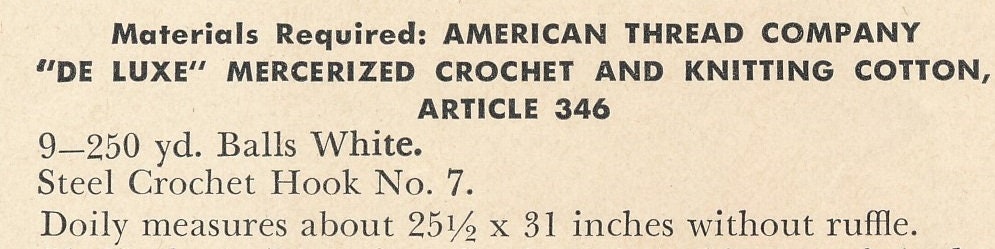 Materials Required: AMERICAN THREAD COMPANY
"DE LUXE" MERCERIZED CROCHET AND KNITTING COTTON,
ARTICLE 346
9—250 yd. Balls White.
Steel Crochet Hook No. 7.
Doily measures about 25½ x 31 inches without ruffle.